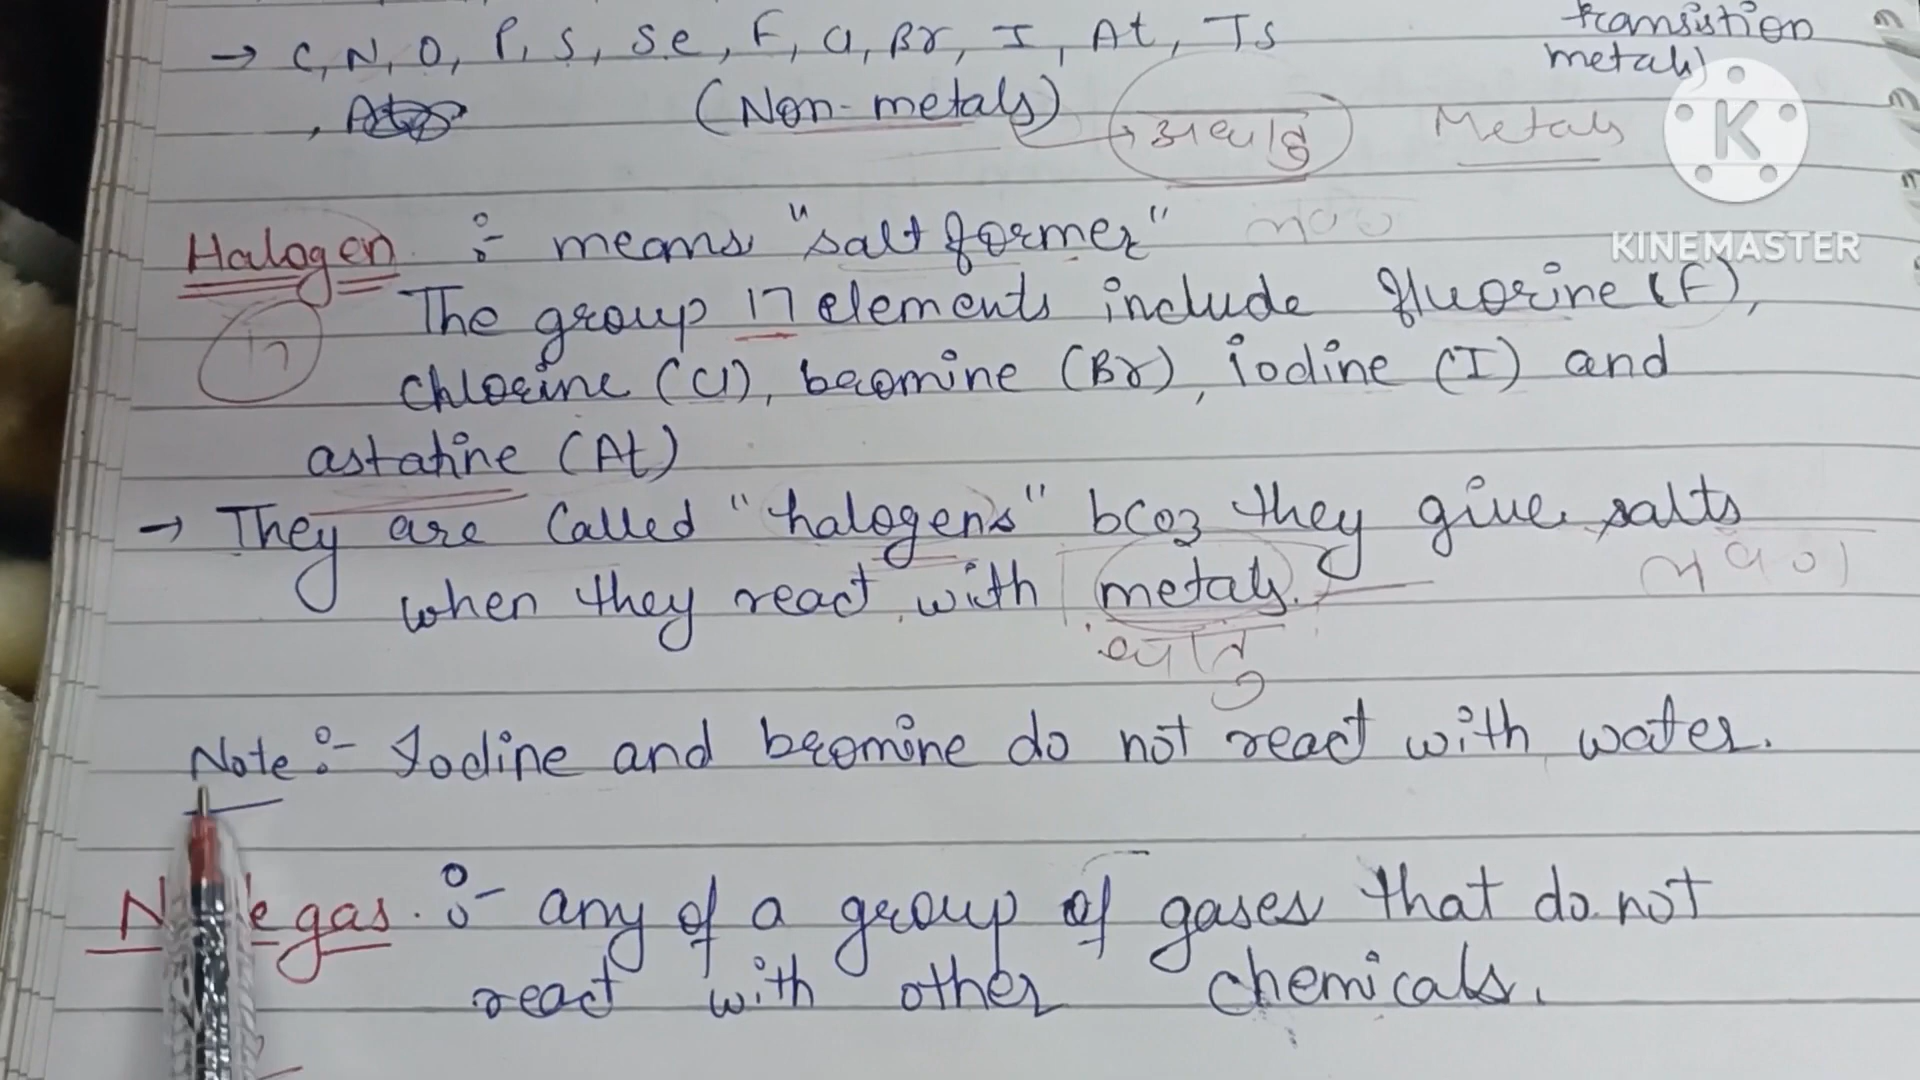 → C, N, O, P, S, Se, F, Cl, Br, I, At, Ts
transistion
metals)
(Non-metals) → अधातु
Metals
K
KINEMASTER
Halogen :- means "salt former"
17
The group 17 elements include fluorine (F),
chlorine (Cl), bromine (Br), iodine (I) and
astatine (At)
→ They are called "halogens" bcoz they give salts
when they react with metals.
धातु
Note :- Iodine and bromine do not react with water.
gas. :- any of a group of gases that do not
react with other chemicals.